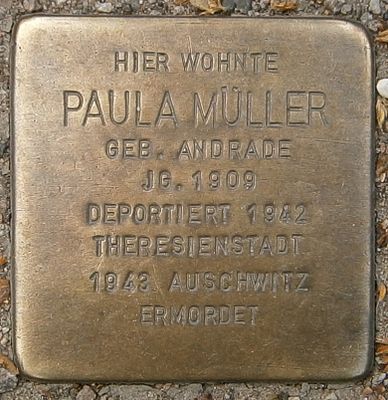 HIER WOHNTE
PAULA MÜLLER
GEB. ANDRADE
JG. 1909
DEPORTIERT 1942
THERESIENSTADT
1943 AUSCHWITZ
ERMORDET